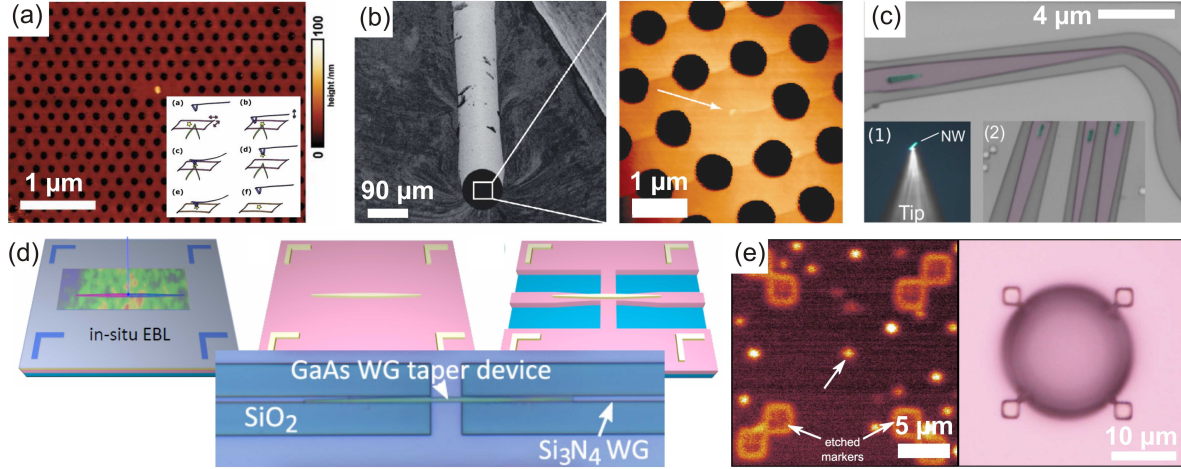 (a)
100
height /nm
0
1 µm
(a)
(b)
(c)
(d)
(e)
(f)
(b)
90 µm
1 µm
(c)
4 µm
(1)
NW
Tip
(2)
(d)
in-situ EBL
GaAs WG taper device
SiO2
Si3N4 WG
(e)
etched
markers
5 µm
10 µm